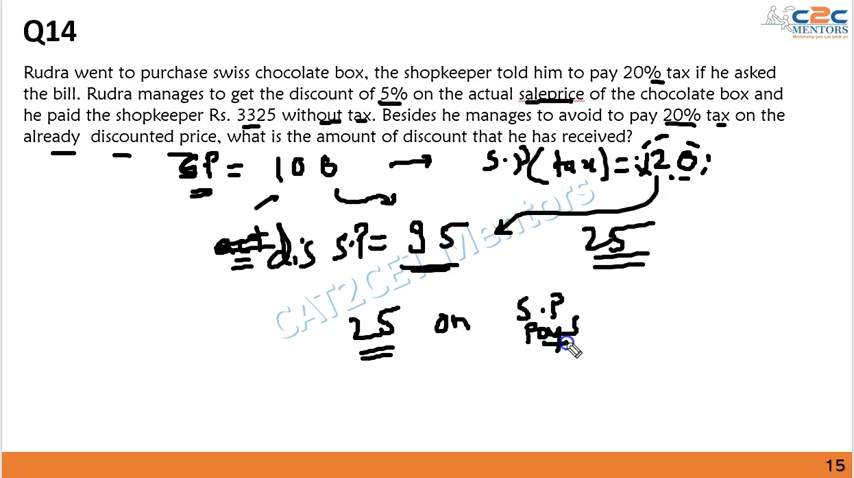 Q14
C2C
MENTORS
Mentorship you can bank on
Rudra went to purchase swiss chocolate box, the shopkeeper told him to pay 20% tax if he asked
the bill. Rudra manages to get the discount of 5% on the actual saleprice of the chocolate box and
he paid the shopkeeper Rs. 3325 without tax. Besides he manages to avoid to pay 20% tax on the
already discounted price, what is the amount of discount that he has received?
SP = 100 → S.P(tax) = 120
dis S.P = 95 25
25 on S.P
Pays
CAT2CET Mentors
15